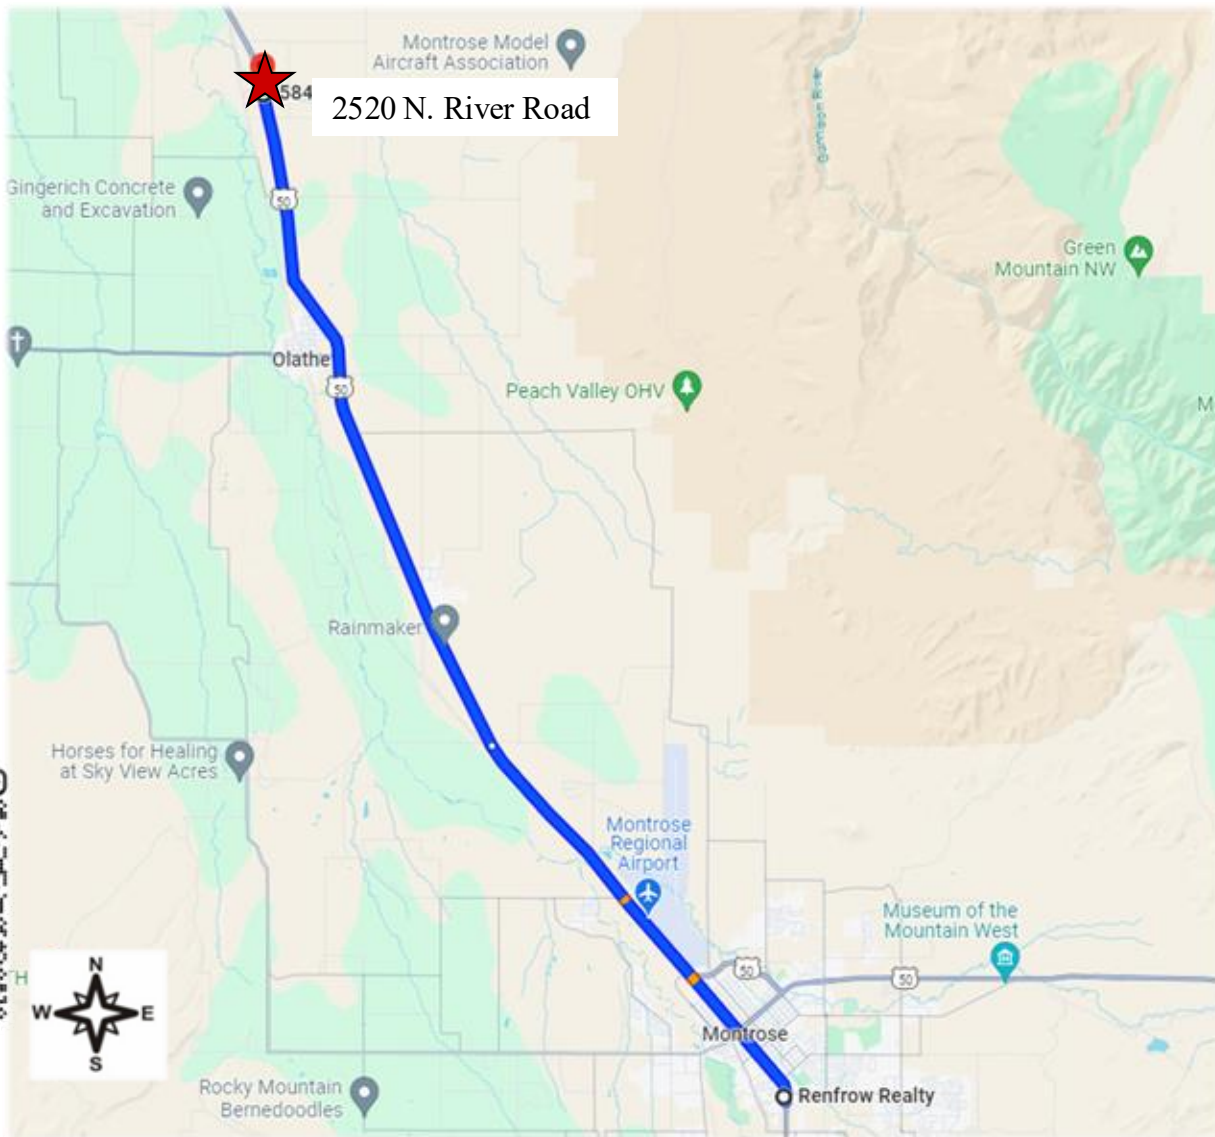 Montrose Model
Aircraft Association
584
2520 N. River Road
Gunnison River
Gingerich Concrete
and Excavation
50
Green
Mountain NW
Olathe
50
Peach Valley OHV
M
Rainmaker
Horses for Healing
at Sky View Acres
Montrose
Regional
Airport
Museum of the
Mountain West
50
50
H
N
W
E
S
Montrose
Renfrow Realty
Rocky Mountain
Bernedoodles